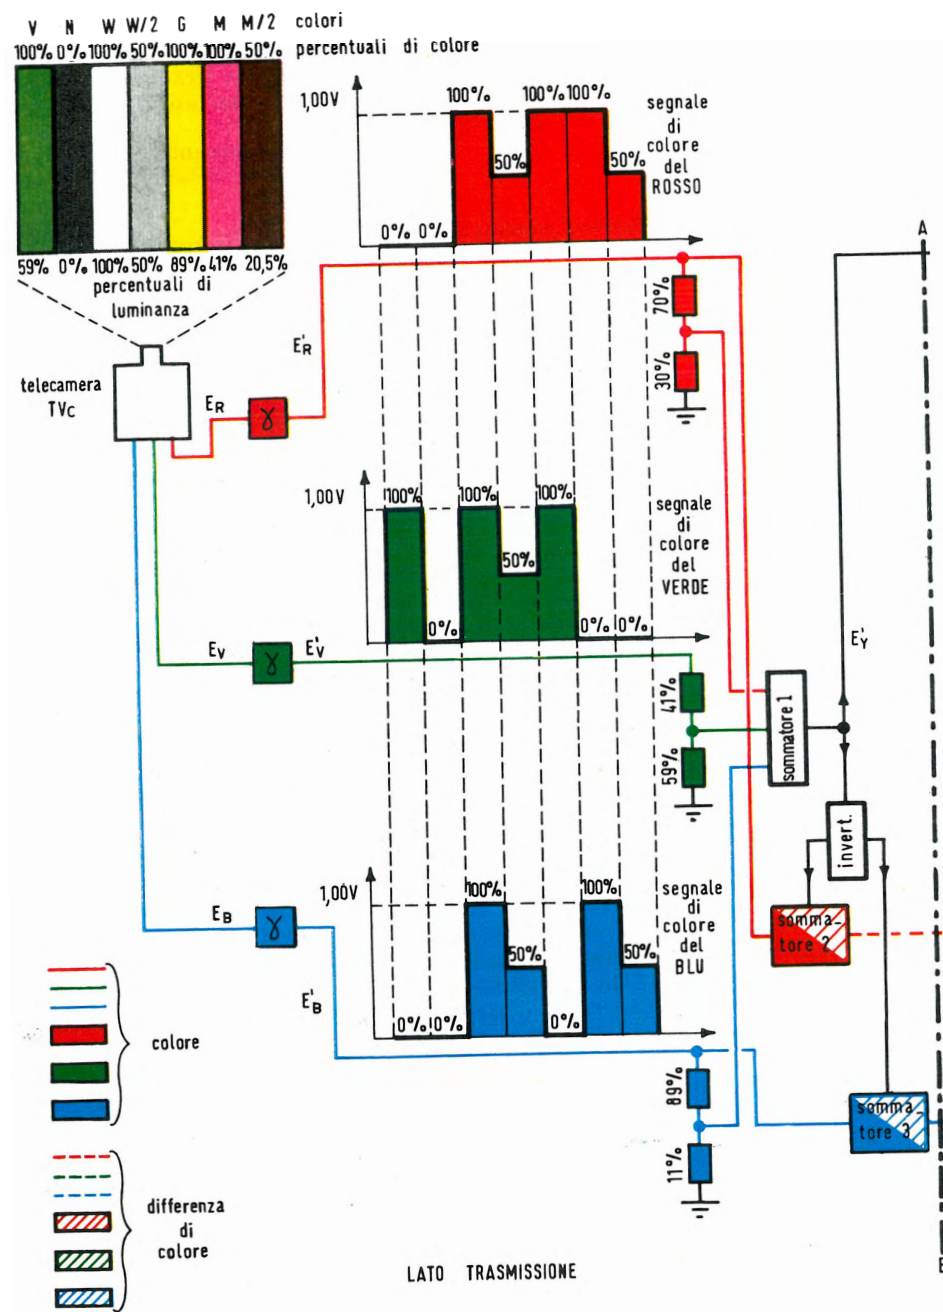 V N W W/2 G M M/2 colori
100% 0% 100% 50% 100% 100% 50% percentuali di colore
59% 0% 100% 50% 89% 41% 20,5%
percentuali di
luminanza
telecamera
TVC
1,00V
100%
100% 100%
50%
50%
0% 0%
segnale
di
colore
del
ROSSO
A
E'R
ER
γ
70%
30%
1,00V
100% 100% 100%
50%
0%
0% 0%
segnale
di
colore
del
VERDE
EV
γ
E'V
41%
59%
sommatore 1
E'Y
invert.
somma_
tore 2
1,00V
100% 100%
50% 50%
0% 0%
0%
segnale
di
colore
del
BLU
EB
γ
E'B
89%
11%
somma_
tore 3
colore
differenza
di
colore
LATO TRASMISSIONE